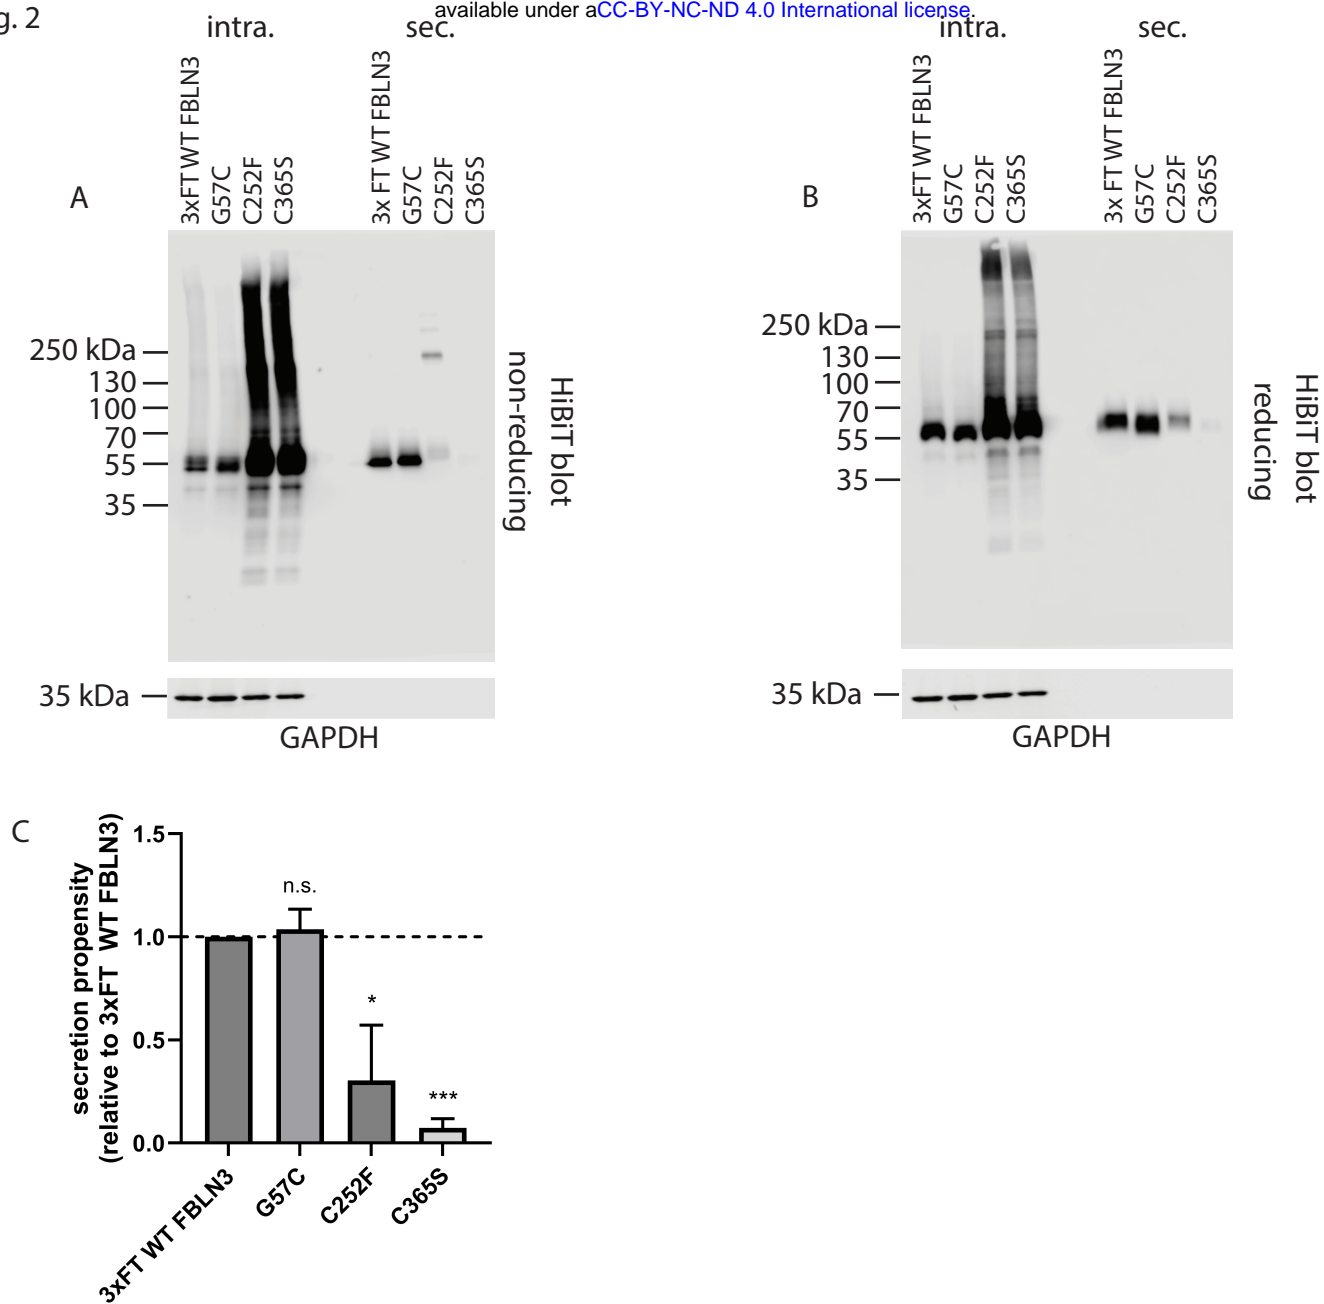 g. 2
available under aCC-BY-NC-ND 4.0 International license.
intra.
sec.
3xFT WT FBLN3
G57C
C252F
C365S
3x FT WT FBLN3
G57C
C252F
C365S
A
250 kDa
130
100
70
55
35
HiBiT blot
non-reducing
35 kDa
GAPDH
intra.
sec.
3xFT WT FBLN3
G57C
C252F
C365S
3x FT WT FBLN3
G57C
C252F
C365S
B
250 kDa
130
100
70
55
35
HiBiT blot
reducing
35 kDa
GAPDH
C
secretion propensity
(relative to 3xFT WT FBLN3)
1.5
1.0
0.5
0.0
n.s.
*
***
3xFT WT FBLN3
G57C
C252F
C365S